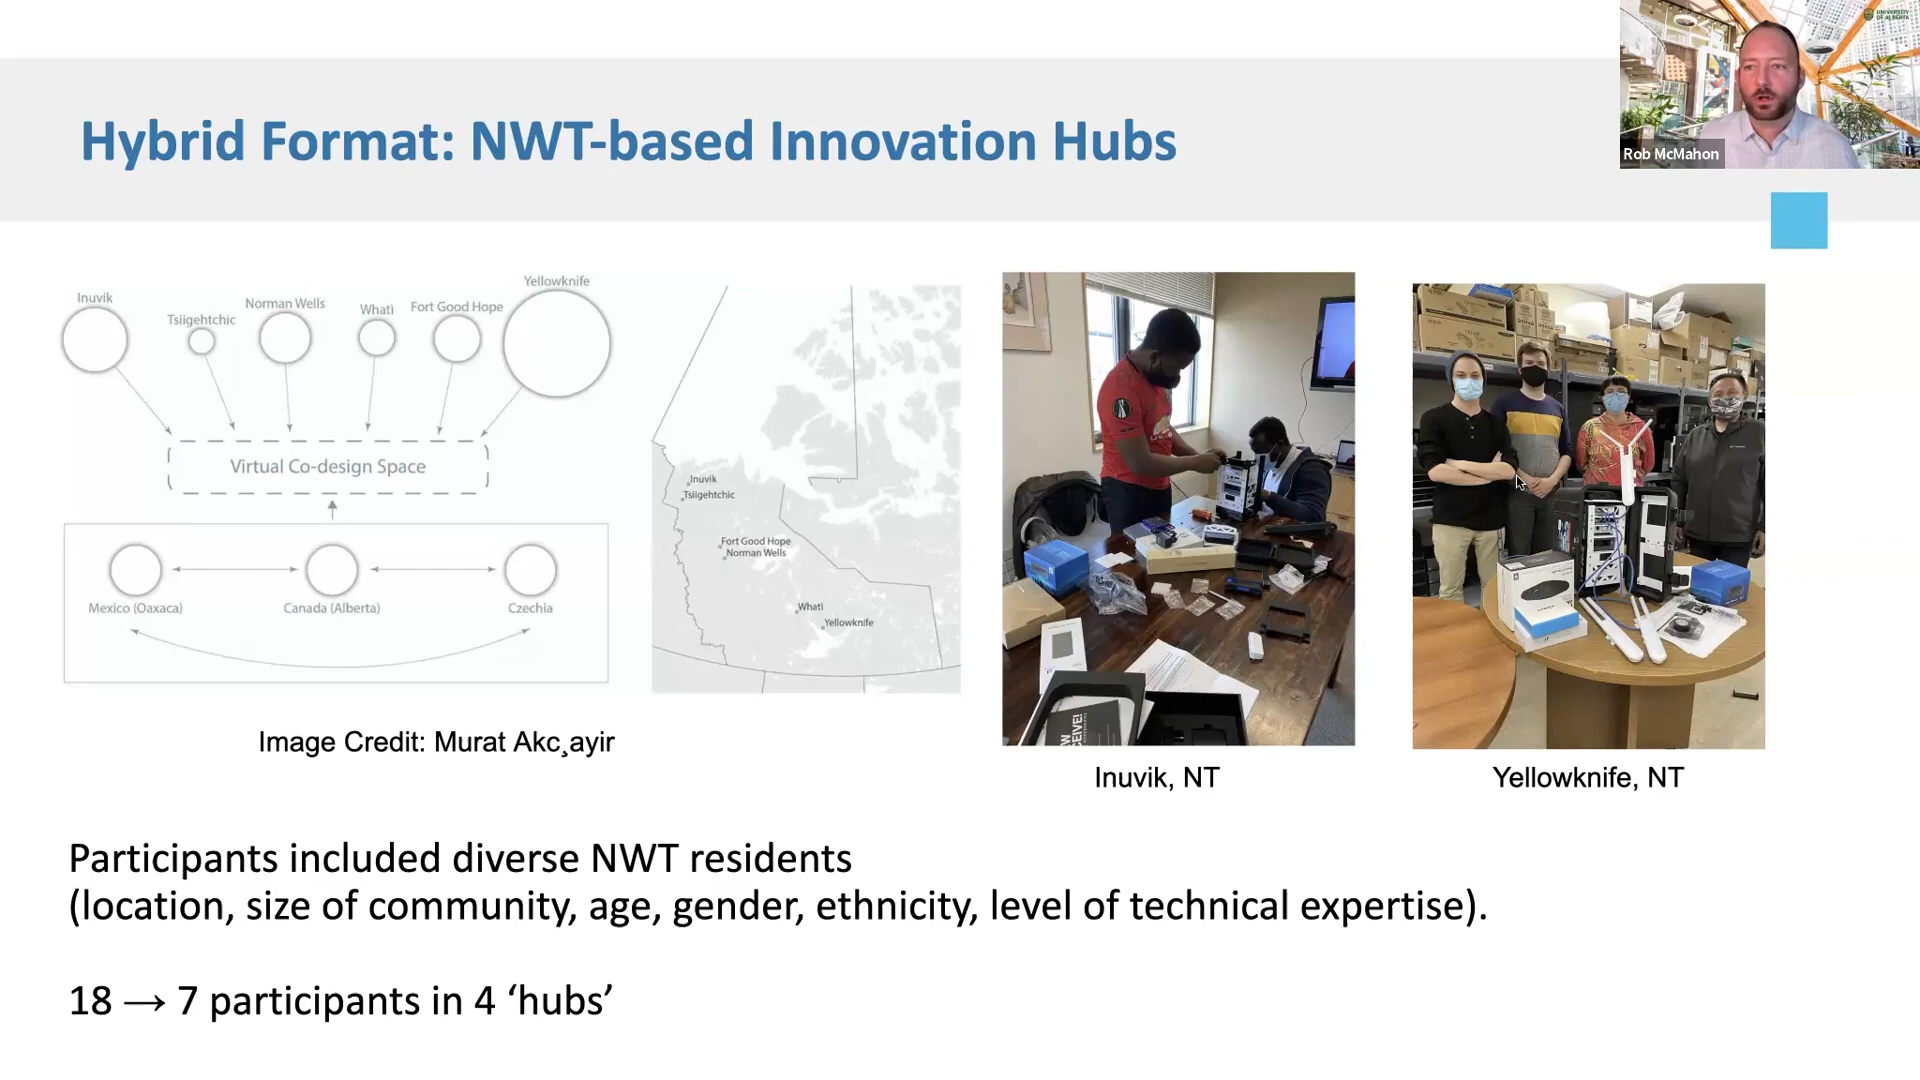 UNIVERSITY
OF ALBERTA
Rob McMahon
Hybrid Format: NWT-based Innovation Hubs
Inuvik
Tsiigehtchic
Norman Wells
Whatì
Fort Good Hope
Yellowknife
Virtual Co-design Space
Mexico (Oaxaca)
Canada (Alberta)
Czechia
Inuvik
Tsiigehtchic
Fort Good Hope
Norman Wells
Whatì
Yellowknife
Image Credit: Murat Akc¸ayir
Inuvik, NT
Yellowknife, NT
Participants included diverse NWT residents
(location, size of community, age, gender, ethnicity, level of technical expertise).
18 → 7 participants in 4 ‘hubs’